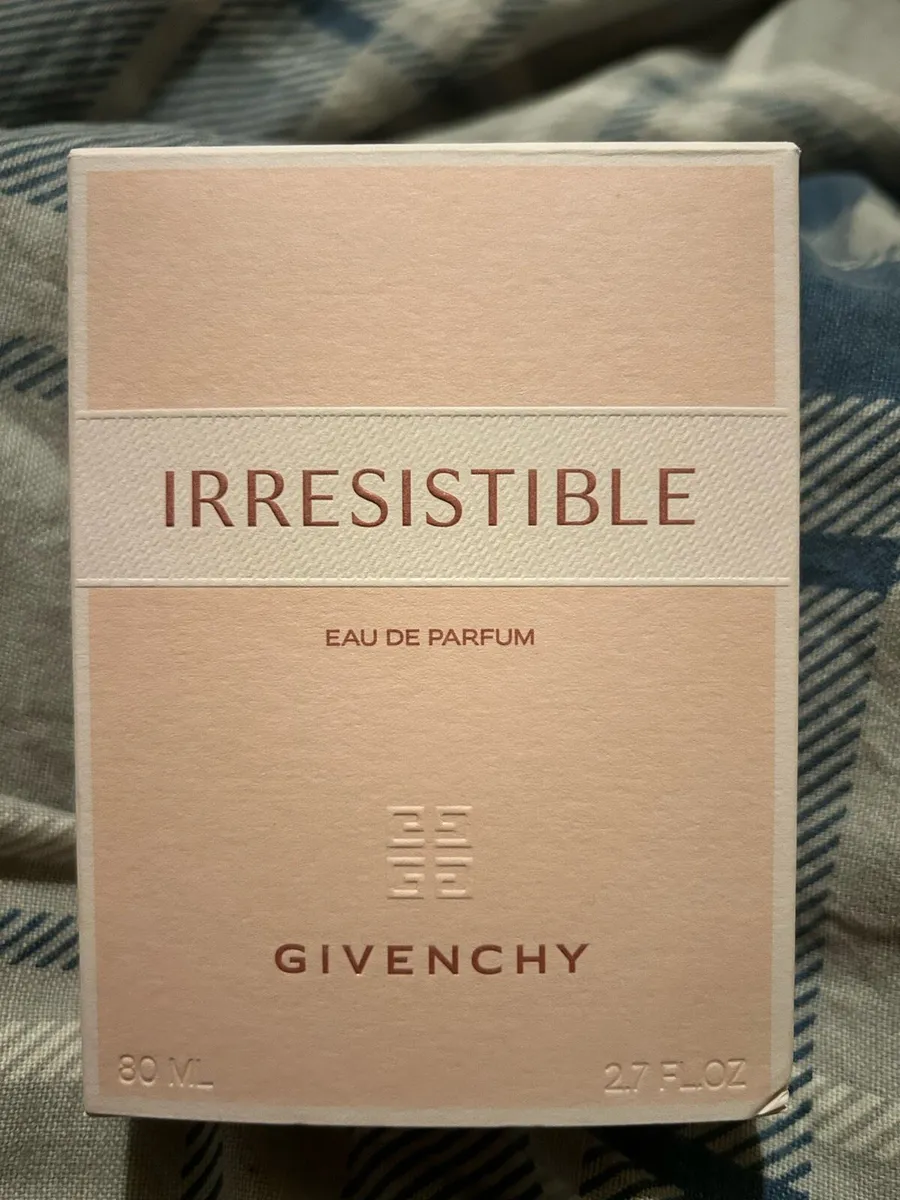 IRRESISTIBLE
EAU DE PARFUM
GIVENCHY
80 ML 2.7 FL.OZ